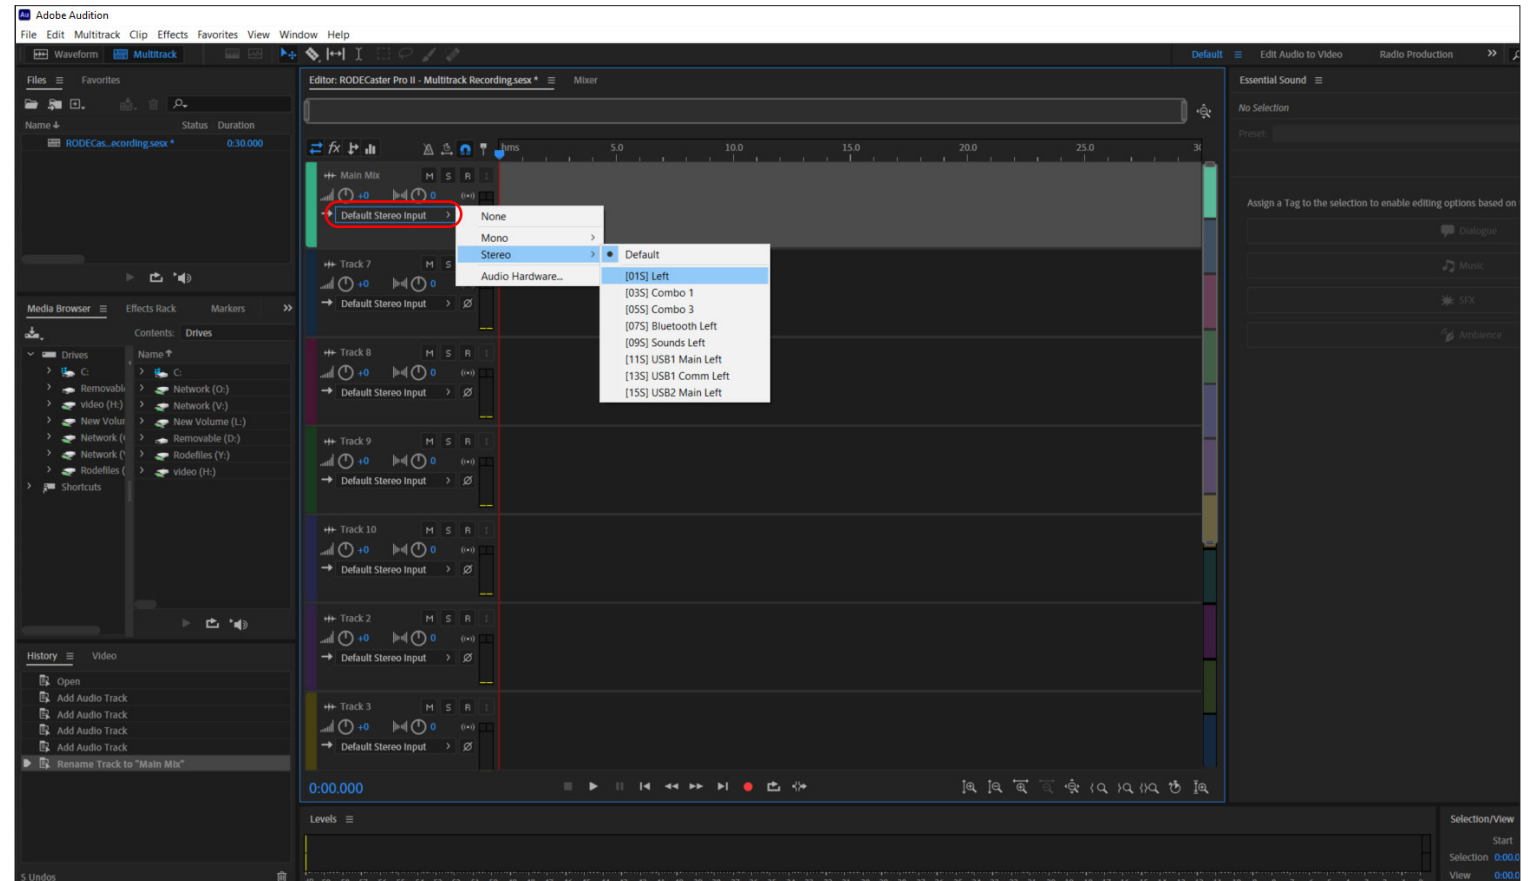 Au Adobe Audition
File Edit Multitrack Clip Effects Favorites View Window Help
Waveform Multitrack Default Edit Audio to Video Radio Production
Files Favorites
Name Status Duration
RODECas...ecording.sesx * 0:30.000
Media Browser Effects Rack Markers
Contents: Drives
Drives
C:
Removabl
video (H:)
New Volur
Network (
Network (
Rodefiles (
Shortcuts
Name
C:
Network (O:)
Network (V:)
New Volume (L:)
Removable (D:)
Rodefiles (Y:)
video (H:)
History Video
Open
Add Audio Track
Add Audio Track
Add Audio Track
Add Audio Track
Rename Track to "Main Mix"
5 Undos
Editor: RODECaster Pro II - Multitrack Recording.sesx * Mixer
fx hms 5.0 10.0 15.0 20.0 25.0
Main Mix M S R I
+0 0
Default Stereo Input
None
Mono
Stereo
Audio Hardware...
Default
[01S] Left
[03S] Combo 1
[05S] Combo 3
[07S] Bluetooth Left
[09S] Sounds Left
[11S] USB1 Main Left
[13S] USB1 Comm Left
[15S] USB2 Main Left
Track 7 M S
+0 0
Default Stereo Input
Track 8 M S R I
+0 0
Default Stereo Input
Track 9 M S R I
+0 0
Default Stereo Input
Track 10 M S R I
+0 0
Default Stereo Input
Track 2 M S R I
+0 0
Default Stereo Input
Track 3 M S R I
+0 0
Default Stereo Input
0:00.000
Levels
Essential Sound
No Selection
Preset:
Assign a Tag to the selection to enable editing options based on
Dialogue
Music
SFX
Ambience
Selection/View
Start
Selection 0:00.0
View 0:00.0